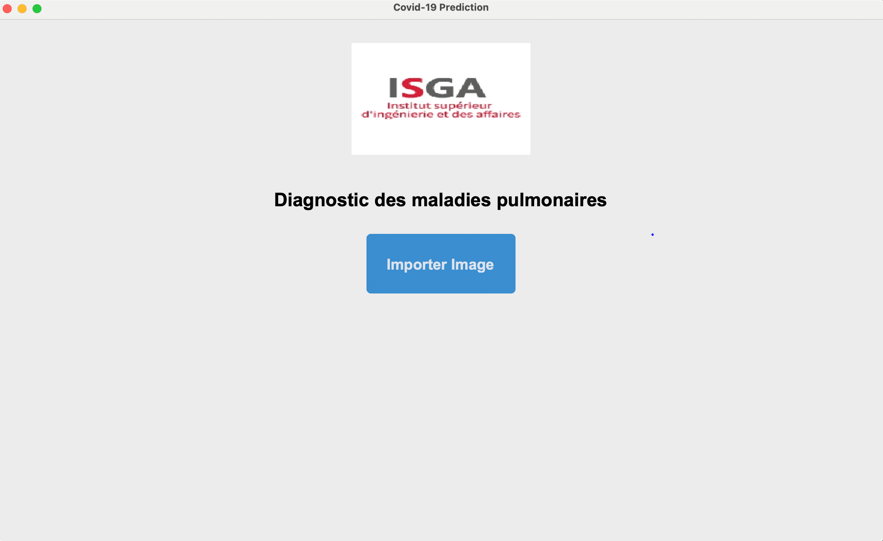 Covid-19 Prediction
ISGA
Institut supérieur
d'ingénierie et des affaires
Diagnostic des maladies pulmonaires
Importer Image